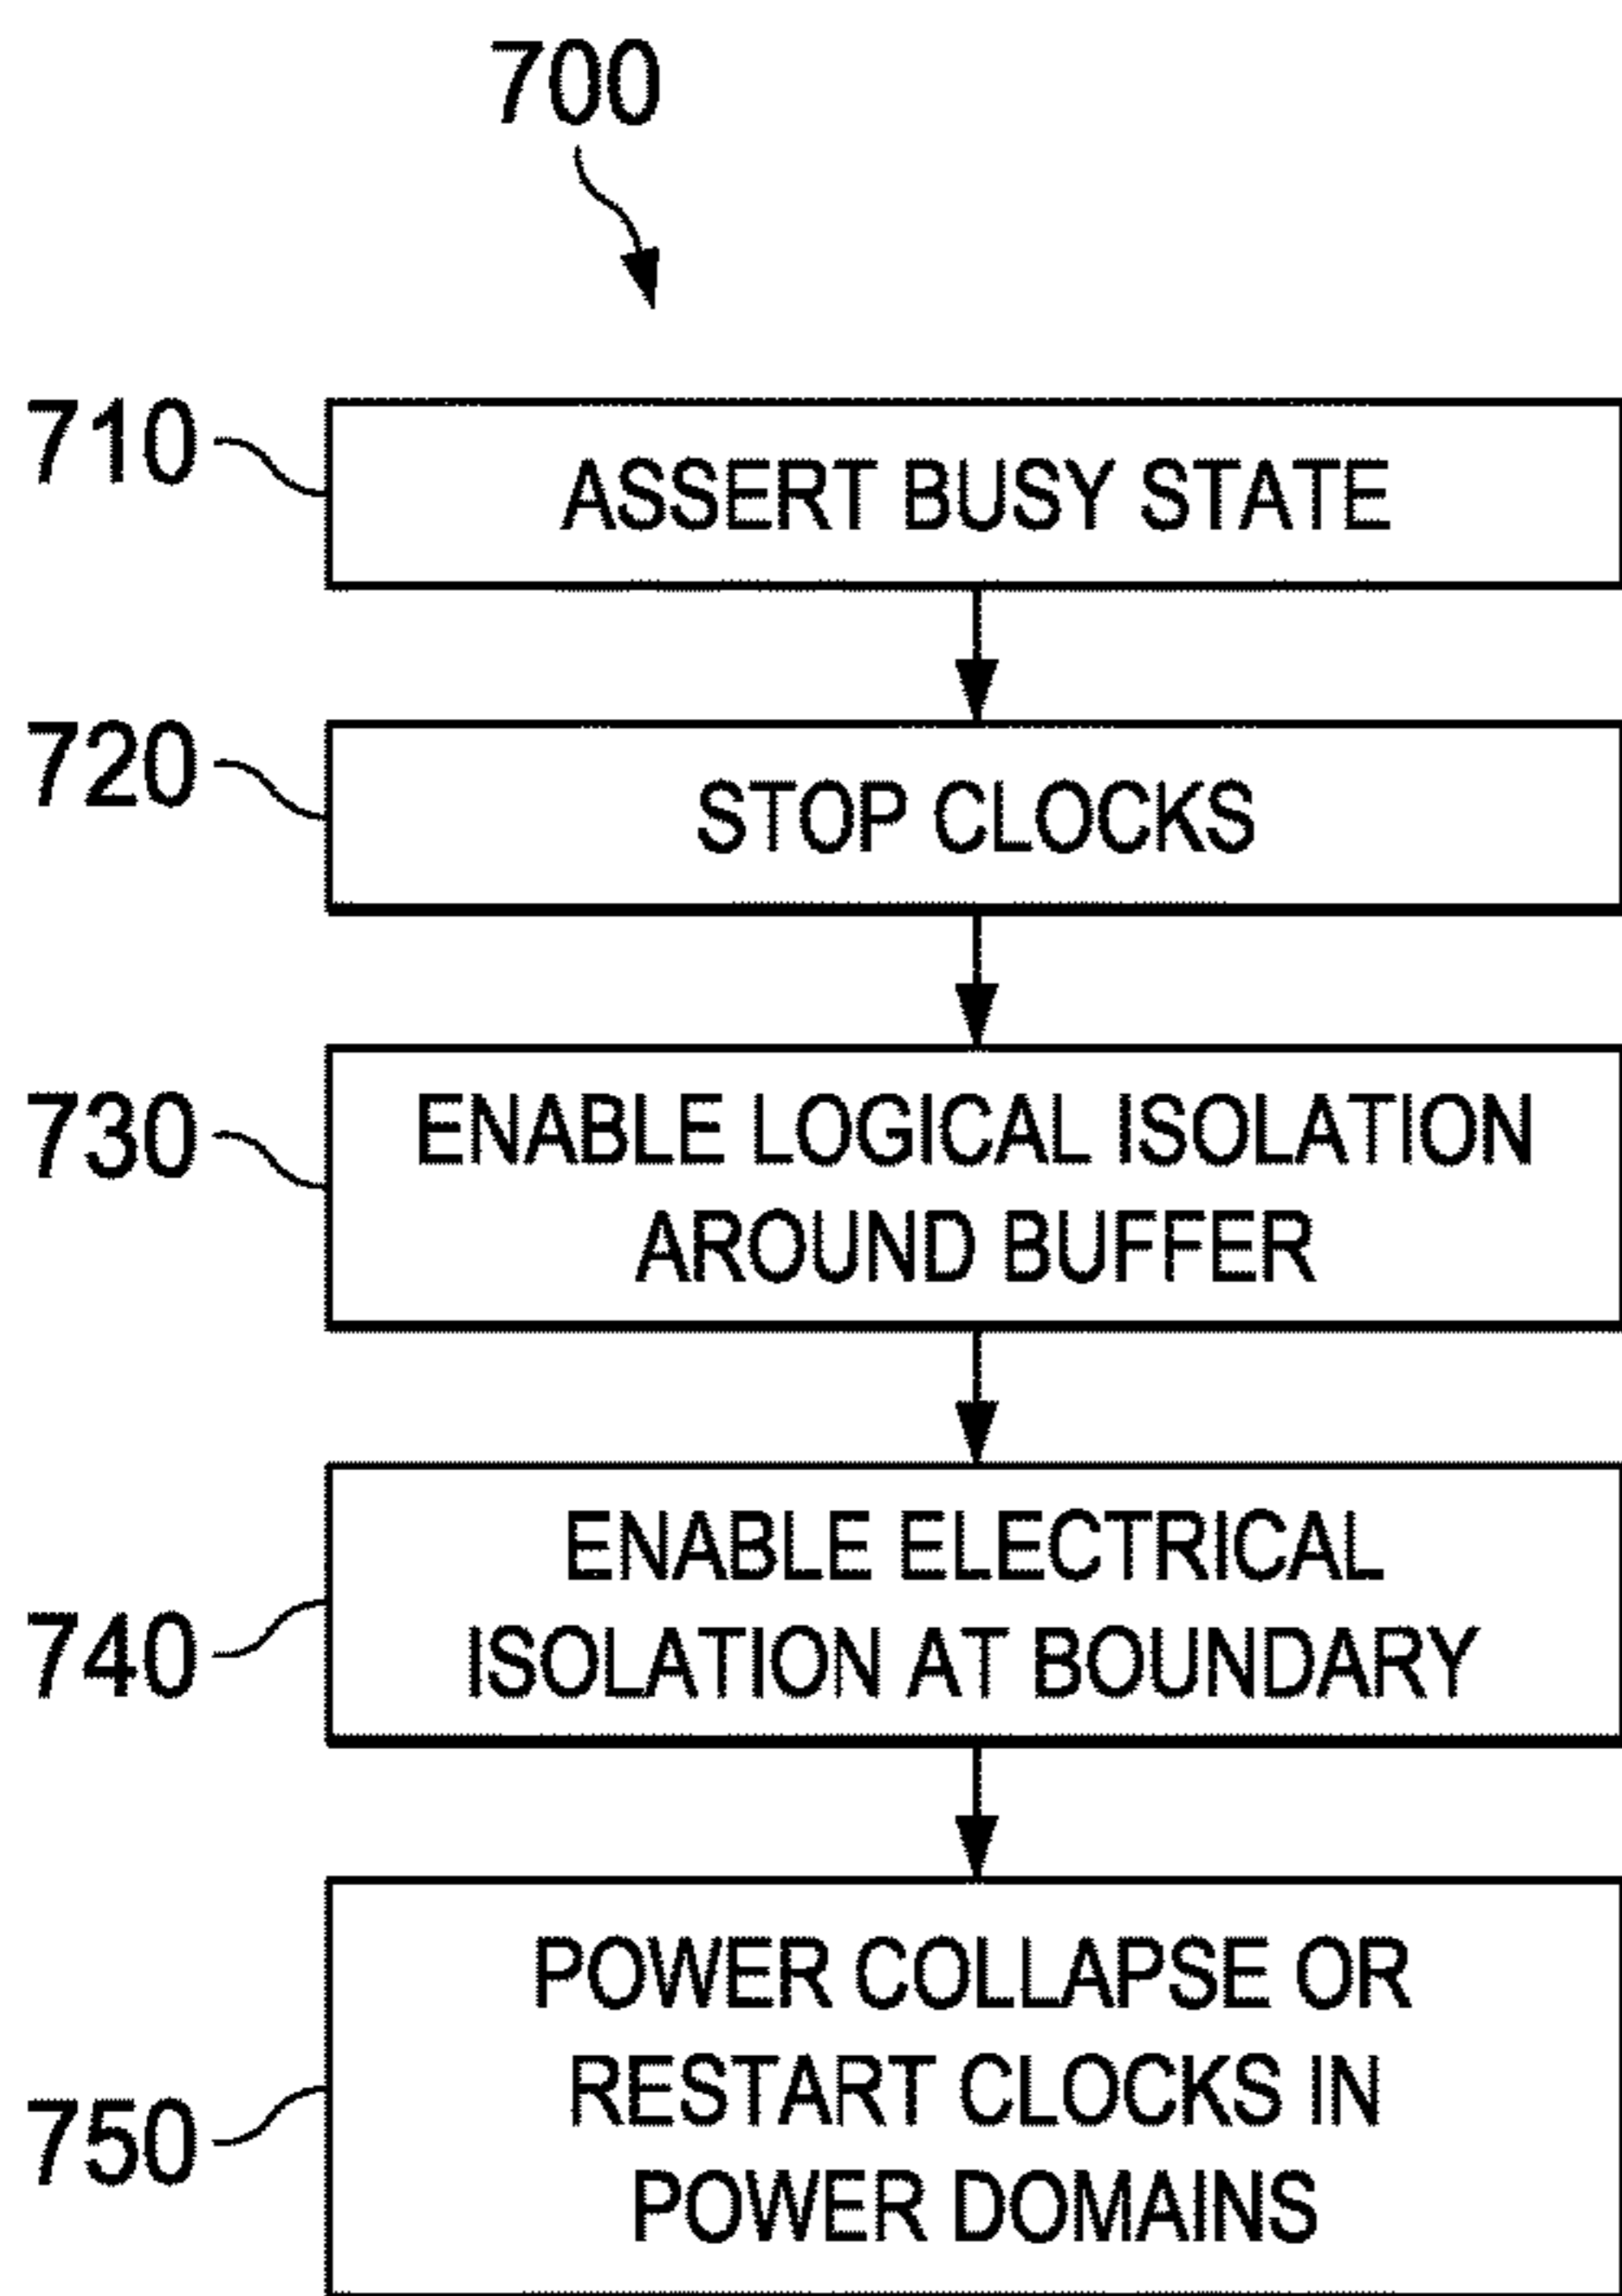 700
710
ASSERT BUSY STATE
720
STOP CLOCKS
730
ENABLE LOGICAL ISOLATION
AROUND BUFFER
740
ENABLE ELECTRICAL
ISOLATION AT BOUNDARY
750
POWER COLLAPSE OR
RESTART CLOCKS IN
POWER DOMAINS